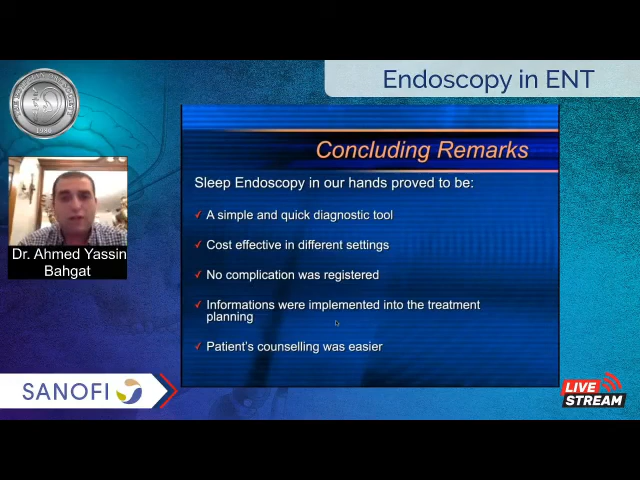 Endoscopy in ENT
1984
Concluding Remarks
Sleep Endoscopy in our hands proved to be:
✓ A simple and quick diagnostic tool
✓ Cost effective in different settings
✓ No complication was registered
✓ Informations were implemented into the treatment
planning
✓ Patient's counselling was easier
Dr. Ahmed Yassin
Bahgat
SANOFI
LIVE
STREAM